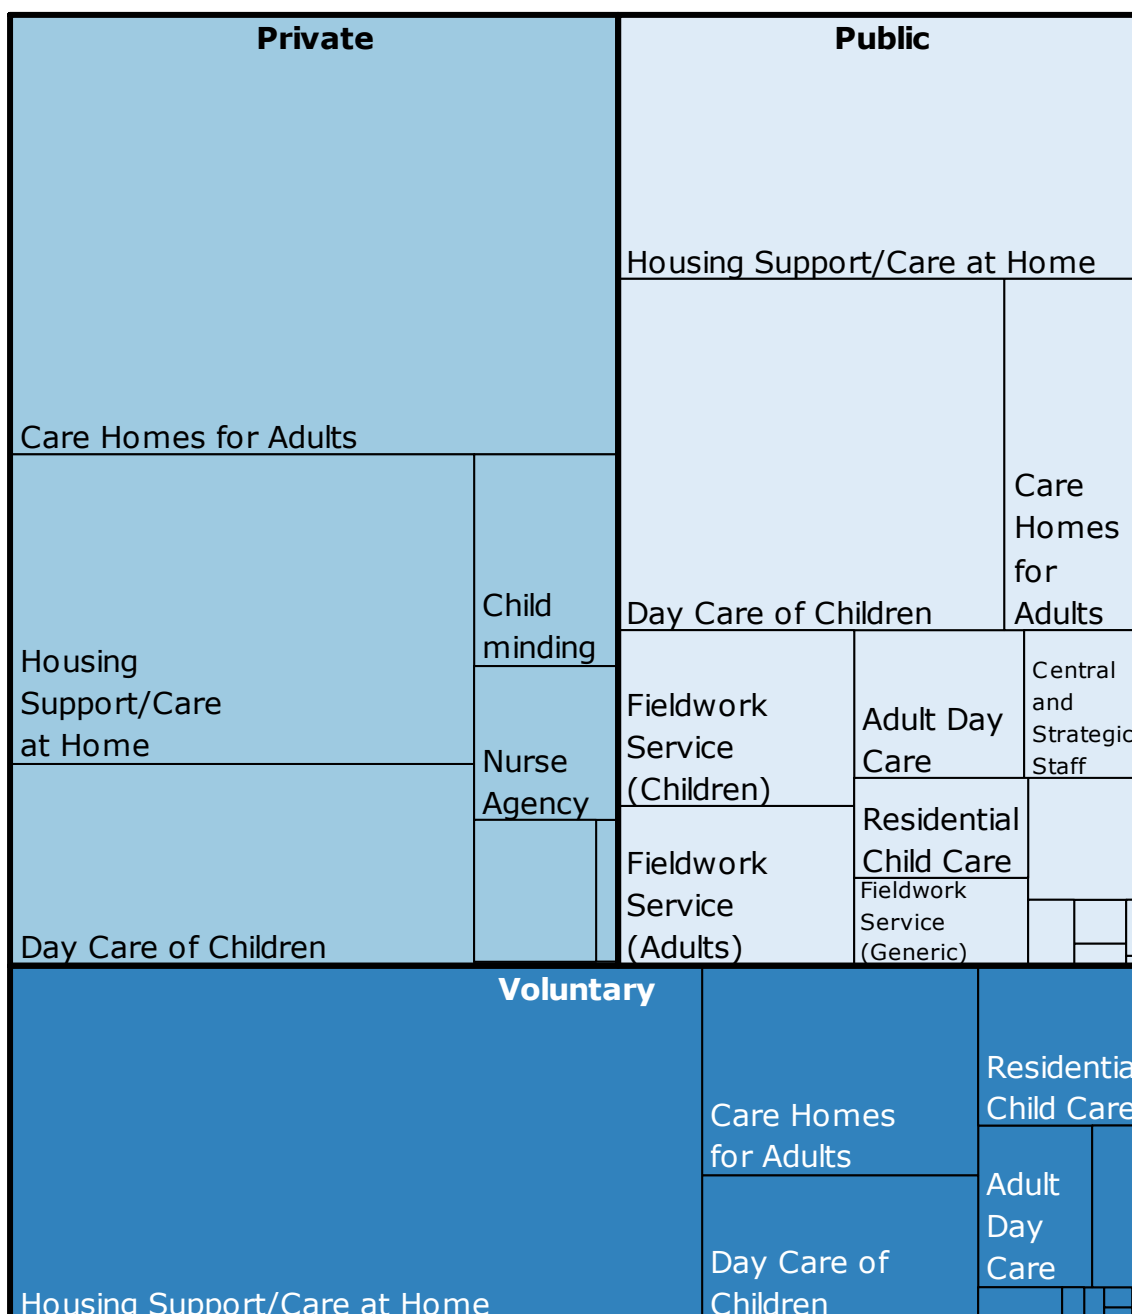 Private
Care Homes for Adults
Housing
Support/Care
at Home
Child
minding
Nurse
Agency
Day Care of Children
Public
Housing Support/Care at Home
Day Care of Children
Care
Homes
for
Adults
Fieldwork
Service
(Children)
Adult Day
Care
Central
and
Strategic
Staff
Fieldwork
Service
(Adults)
Residential
Child Care
Fieldwork
Service
(Generic)
Voluntary
Housing Support/Care at Home
Care Homes
for Adults
Day Care of
Children
Residentia
Child Care
Adult
Day
Care